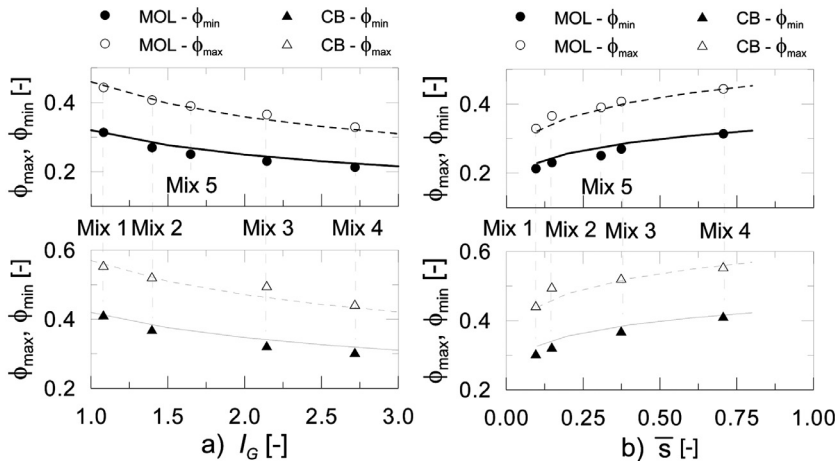 MOL - ϕmin
CB - ϕmin
MOL - ϕmax
CB - ϕmax
ϕmax, ϕmin [-]
0.4
0.2
Mix 5
Mix 1
Mix 2
Mix 3
Mix 4
ϕmax, ϕmin [-]
0.6
0.4
0.2
1.0
1.5
2.0
2.5
3.0
a) I_G [-]
MOL - ϕmin
CB - ϕmin
MOL - ϕmax
CB - ϕmax
ϕmax, ϕmin [-]
0.4
0.2
Mix 5
Mix 1
Mix 2
Mix 3
Mix 4
ϕmax, ϕmin [-]
0.6
0.4
0.2
0.00
0.25
0.50
0.75
1.00
b) s̅ [-]